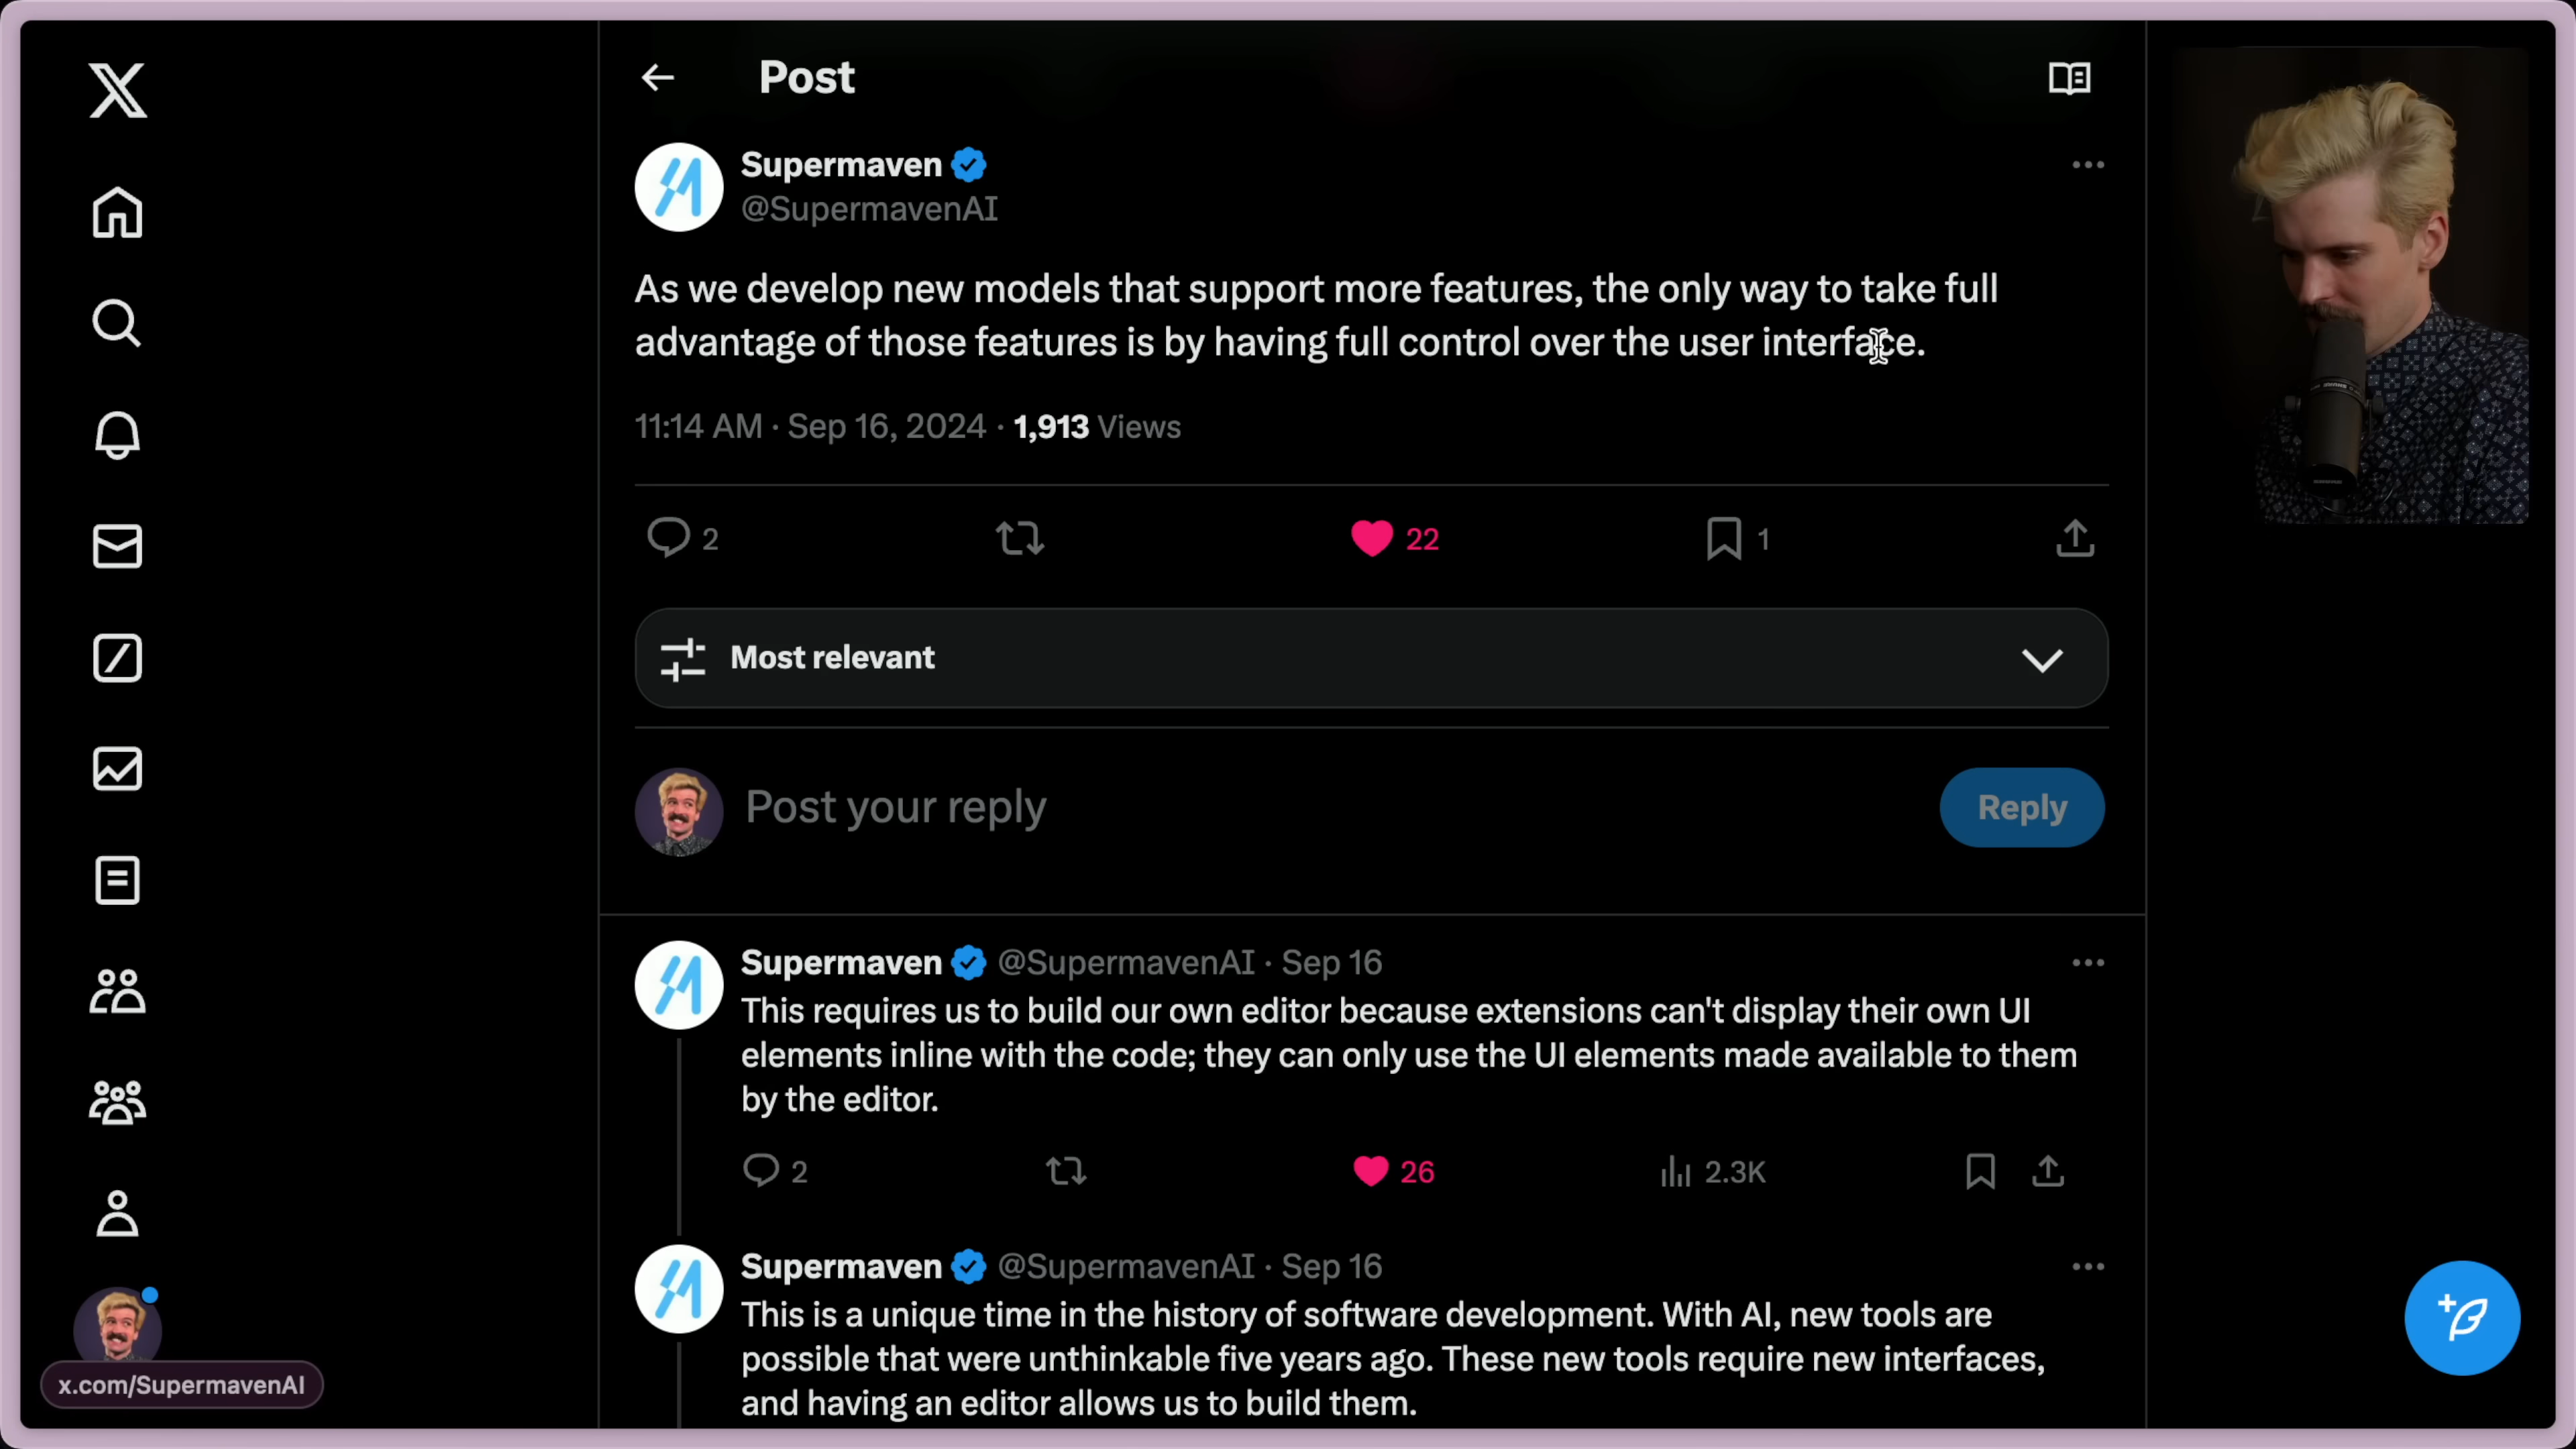 Post
Supermaven
@SupermavenAI
As we develop new models that support more features, the only way to take full
advantage of those features is by having full control over the user interface.
11:14 AM · Sep 16, 2024 · 1,913 Views
2
22
1
Most relevant
Post your reply
Reply
Supermaven @SupermavenAI · Sep 16
This requires us to build our own editor because extensions can't display their own UI
elements inline with the code; they can only use the UI elements made available to them
by the editor.
2
26
2.3K
Supermaven @SupermavenAI · Sep 16
This is a unique time in the history of software development. With AI, new tools are
possible that were unthinkable five years ago. These new tools require new interfaces,
and having an editor allows us to build them.
x.com/SupermavenAI